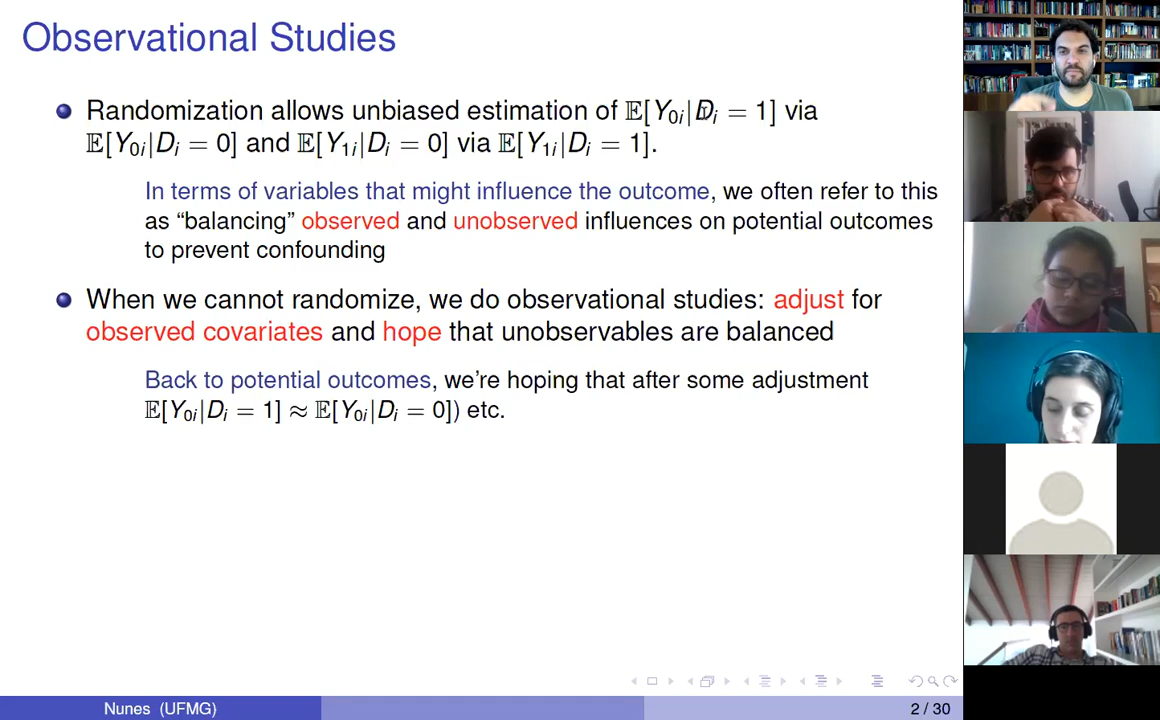 Observational Studies
Randomization allows unbiased estimation of 𝔼[Y₀ᵢ|Dᵢ = 1] via
𝔼[Y₀ᵢ|Dᵢ = 0] and 𝔼[Y₁ᵢ|Dᵢ = 0] via 𝔼[Y₁ᵢ|Dᵢ = 1].
In terms of variables that might influence the outcome, we often refer to this
as “balancing” observed and unobserved influences on potential outcomes
to prevent confounding
When we cannot randomize, we do observational studies: adjust for
observed covariates and hope that unobservables are balanced
Back to potential outcomes, we’re hoping that after some adjustment
𝔼[Y₀ᵢ|Dᵢ = 1] ≈ 𝔼[Y₀ᵢ|Dᵢ = 0]) etc.
Nunes (UFMG)
2 / 30